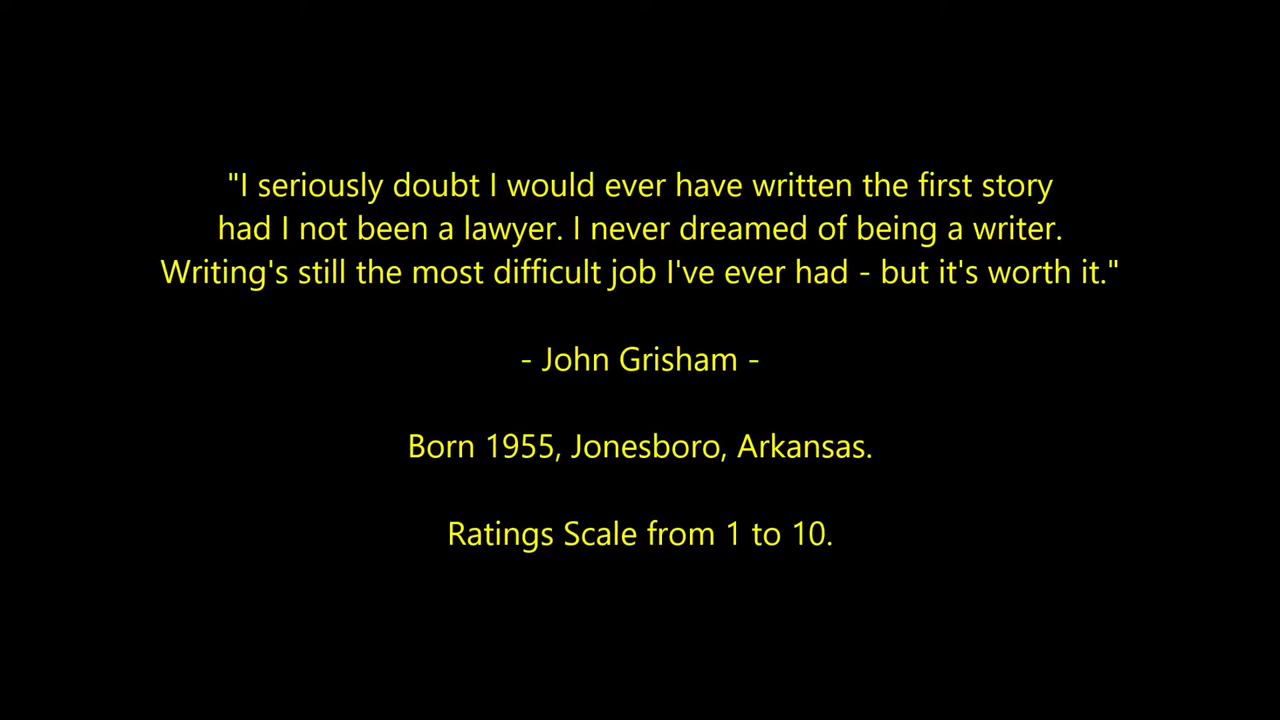 "I seriously doubt I would ever have written the first story
had I not been a lawyer. I never dreamed of being a writer.
Writing's still the most difficult job I've ever had - but it's worth it."
- John Grisham -
Born 1955, Jonesboro, Arkansas.
Ratings Scale from 1 to 10.